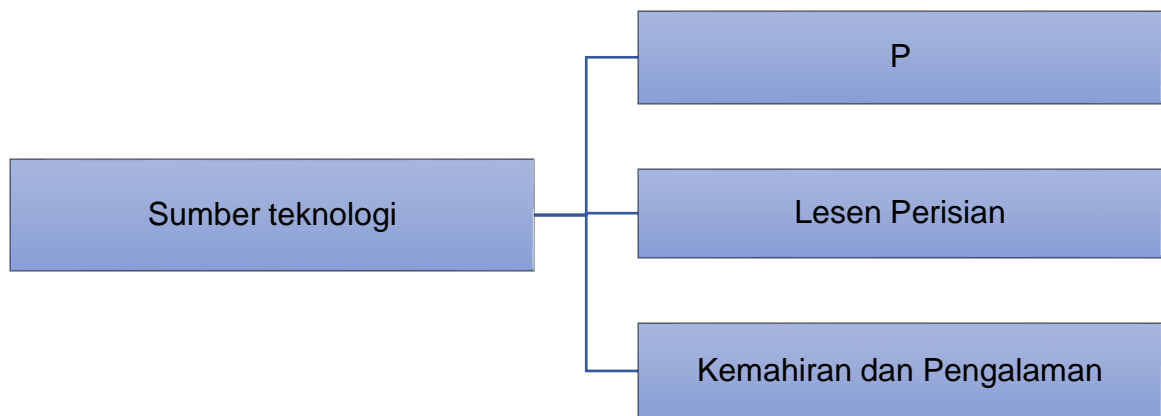 P
Sumber teknologi
Lesen Perisian
Kemahiran dan Pengalaman